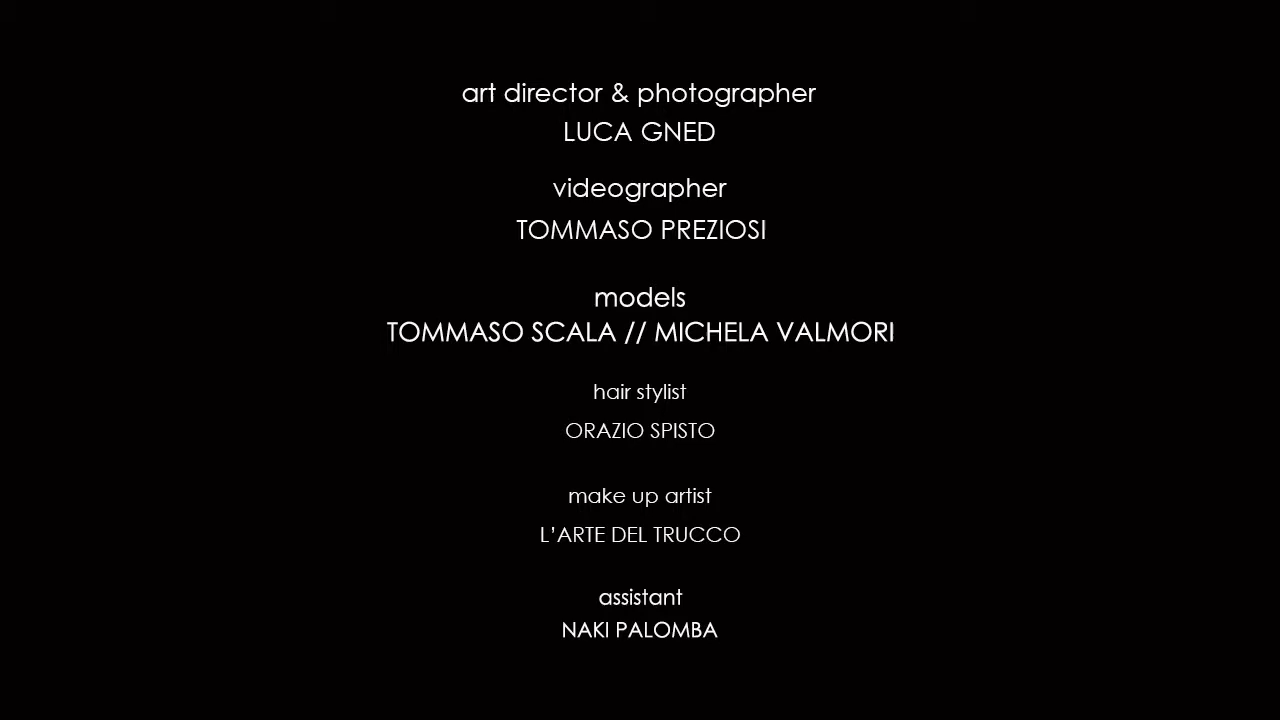 art director & photographer
LUCA GNED
videographer
TOMMASO PREZIOSI
models
TOMMASO SCALA // MICHELA VALMORI
hair stylist
ORAZIO SPISTO
make up artist
L’ARTE DEL TRUCCO
assistant
NAKI PALOMBA